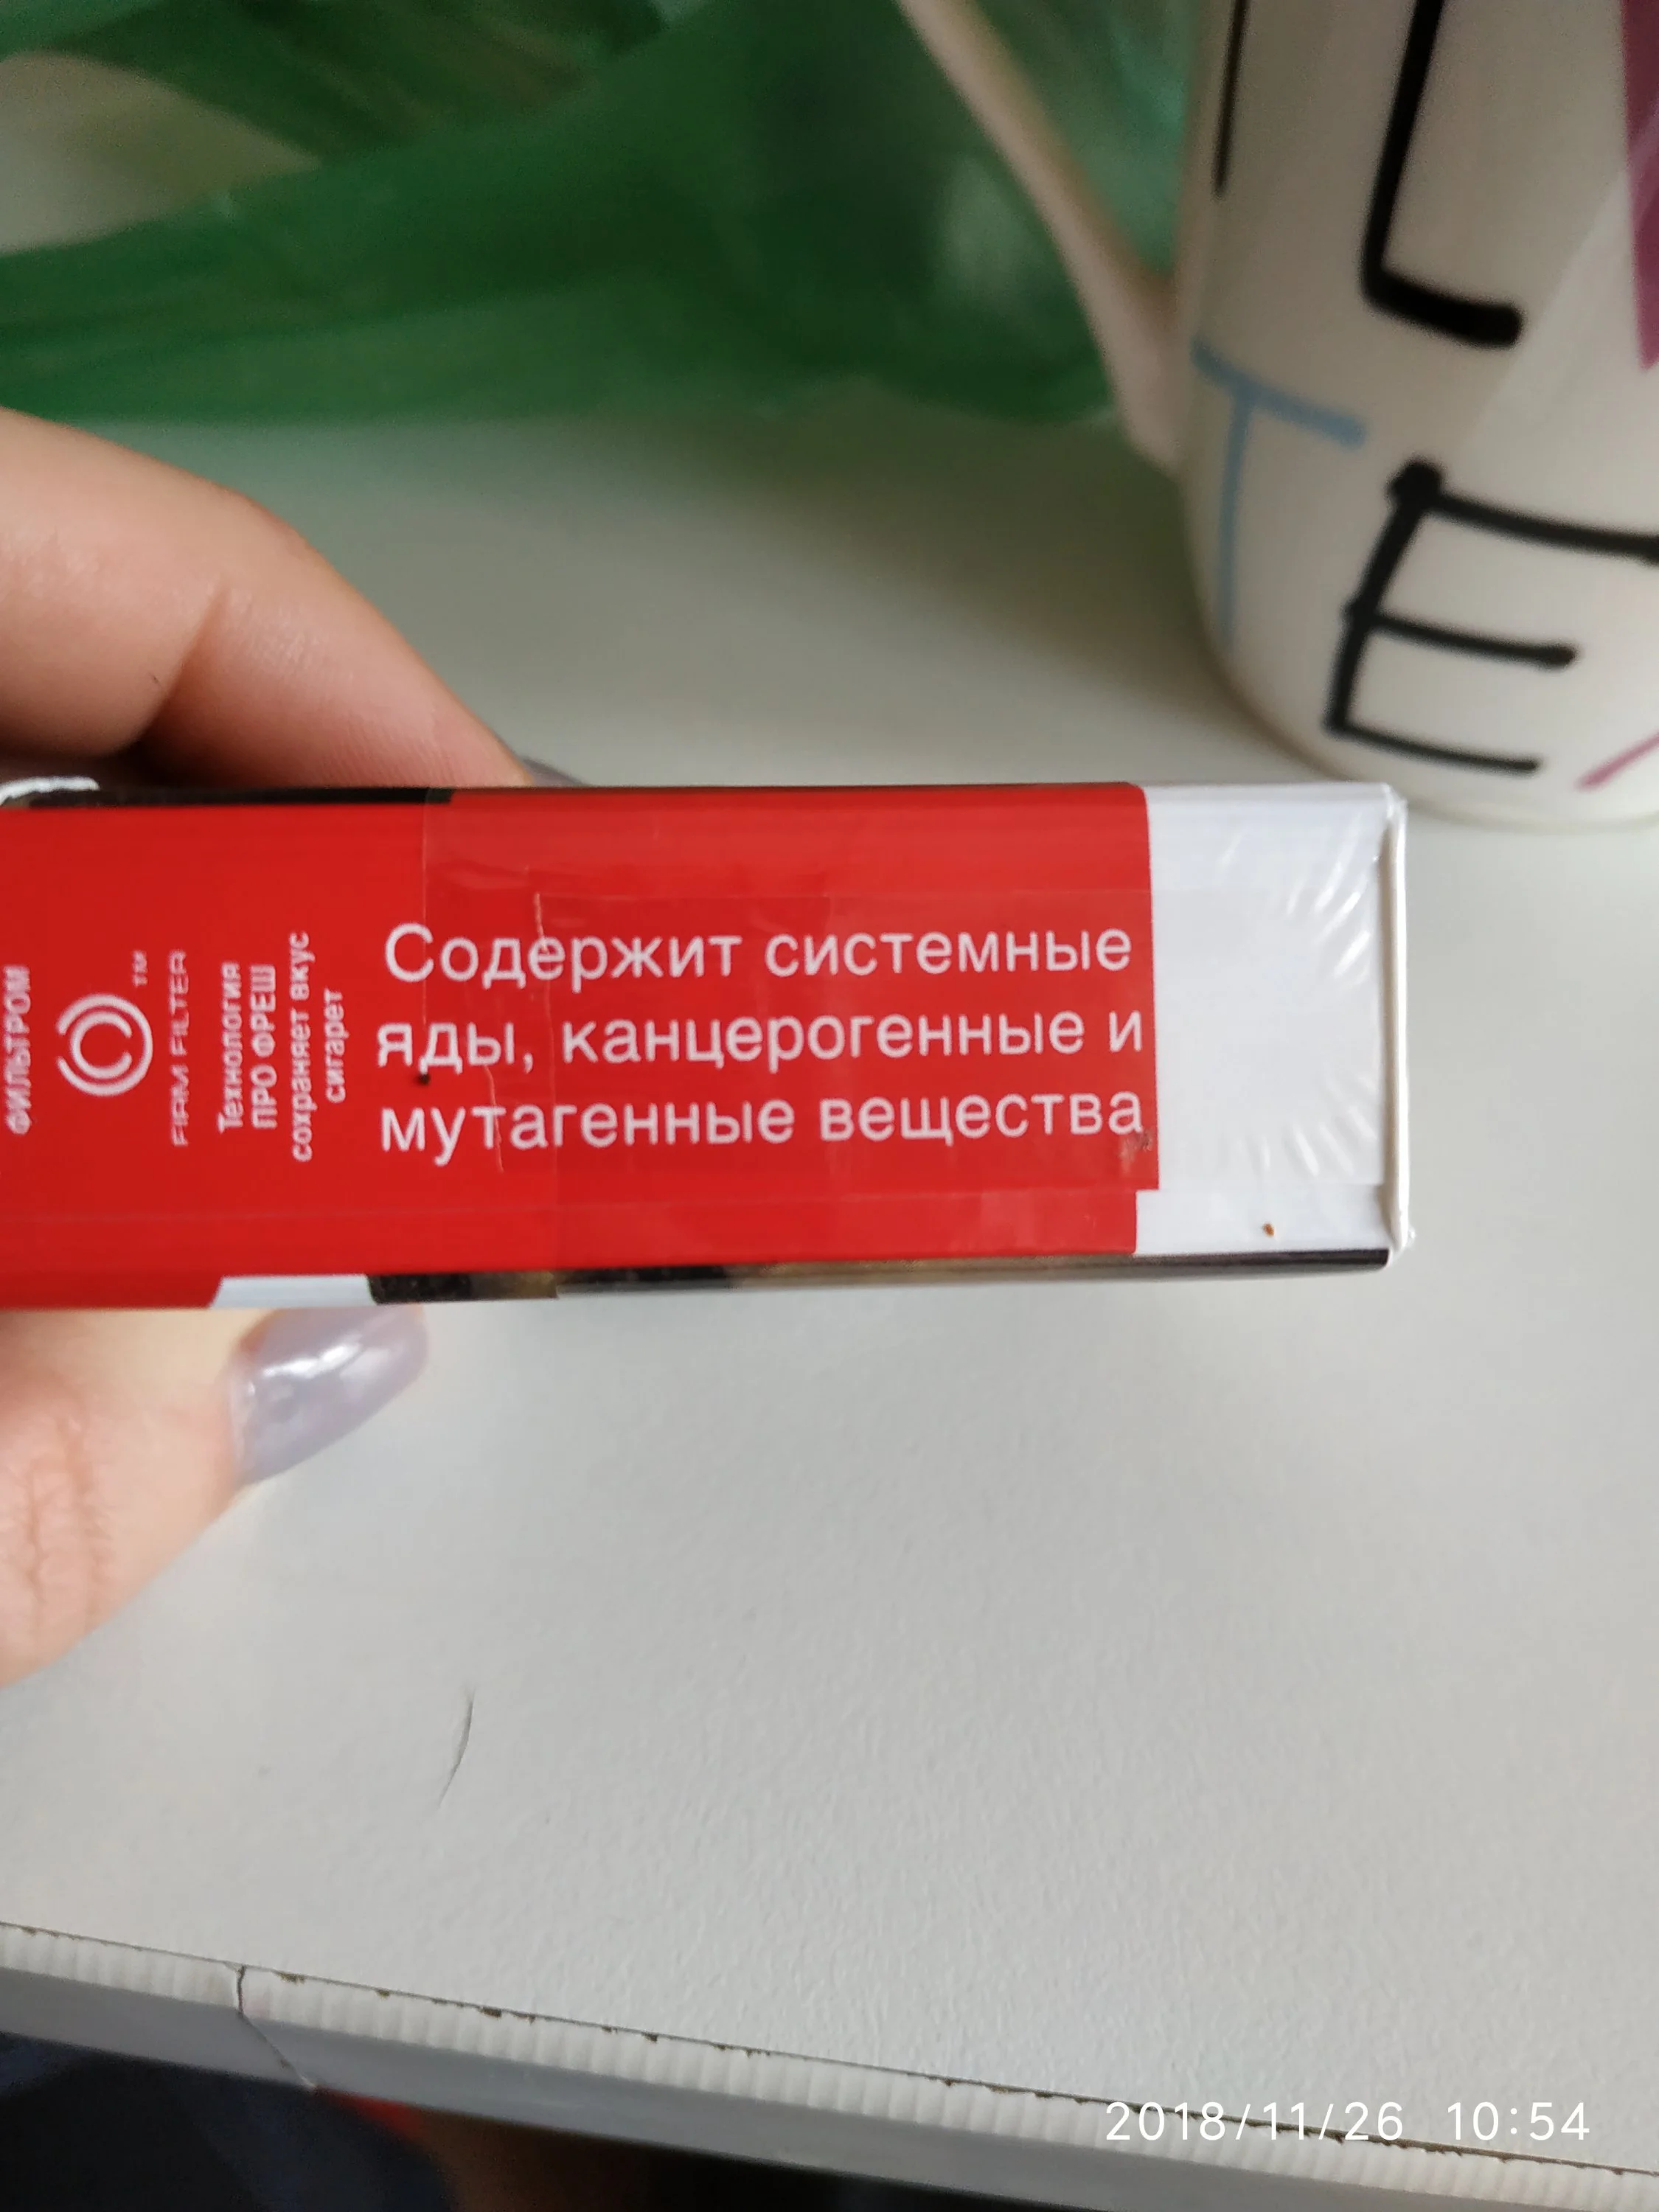 Содержит системные
яды, канцерогенные и
мутагенные вещества
ФИЛЬТРОМ
TM
FIRM FILTER
Технология
ПРО ФРЕШ
сохраняет вкус
сигарет
L
T
E
2018/11/26 10:54